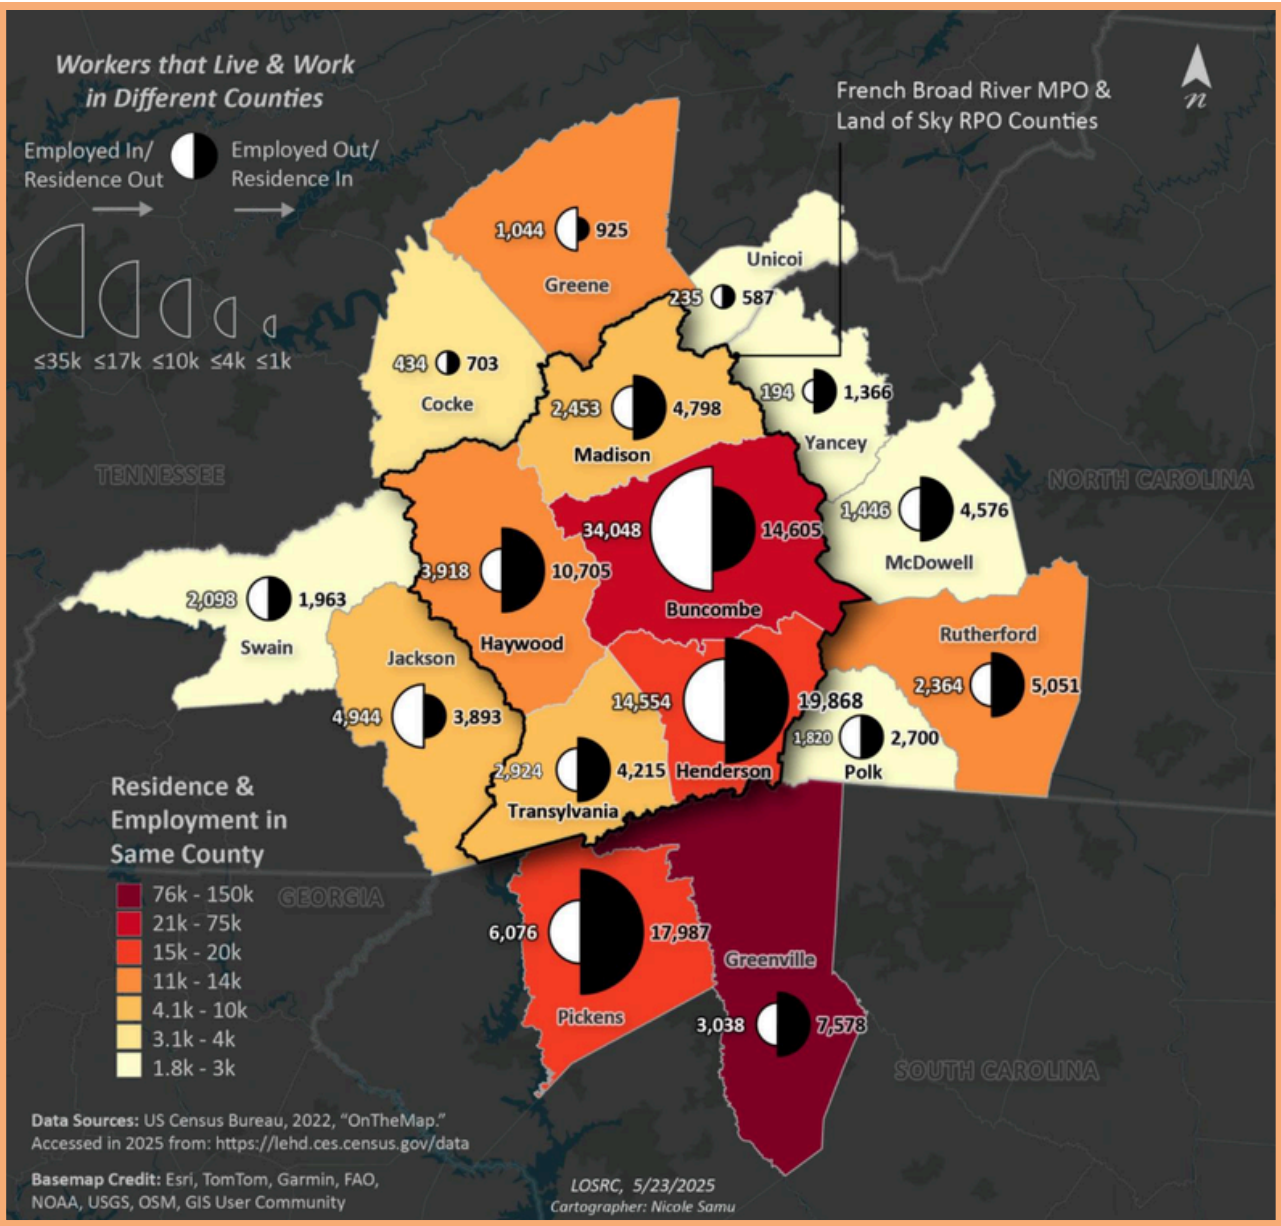 Workers that Live & Work
in Different Counties
Employed In/
Residence Out
Employed Out/
Residence In
≤35k ≤17k ≤10k ≤4k ≤1k
French Broad River MPO &
Land of Sky RPO Counties
n
1,044 925
Greene
Unicoi
235 587
434 703
Cocke
2,453 4,798
Madison
194 1,366
Yancey
TENNESSEE
NORTH CAROLINA
34,048 14,605
Buncombe
1,446 4,576
McDowell
3,918 10,705
Haywood
2,098 1,963
Swain
Jackson
4,944 3,893
Rutherford
2,364 5,051
14,554 19,868
Henderson
1,820 2,700
Polk
2,924 4,215
Transylvania
Residence &
Employment in
Same County
76k - 150k
21k - 75k
15k - 20k
11k - 14k
4.1k - 10k
3.1k - 4k
1.8k - 3k
GEORGIA
6,076 17,987
Pickens
Greenville
3,038 7,578
SOUTH CAROLINA
Data Sources: US Census Bureau, 2022, “OnTheMap.”
Accessed in 2025 from: https://lehd.ces.census.gov/data
Basemap Credit: Esri, TomTom, Garmin, FAO,
NOAA, USGS, OSM, GIS User Community
LOSRC, 5/23/2025
Cartographer: Nicole Samu